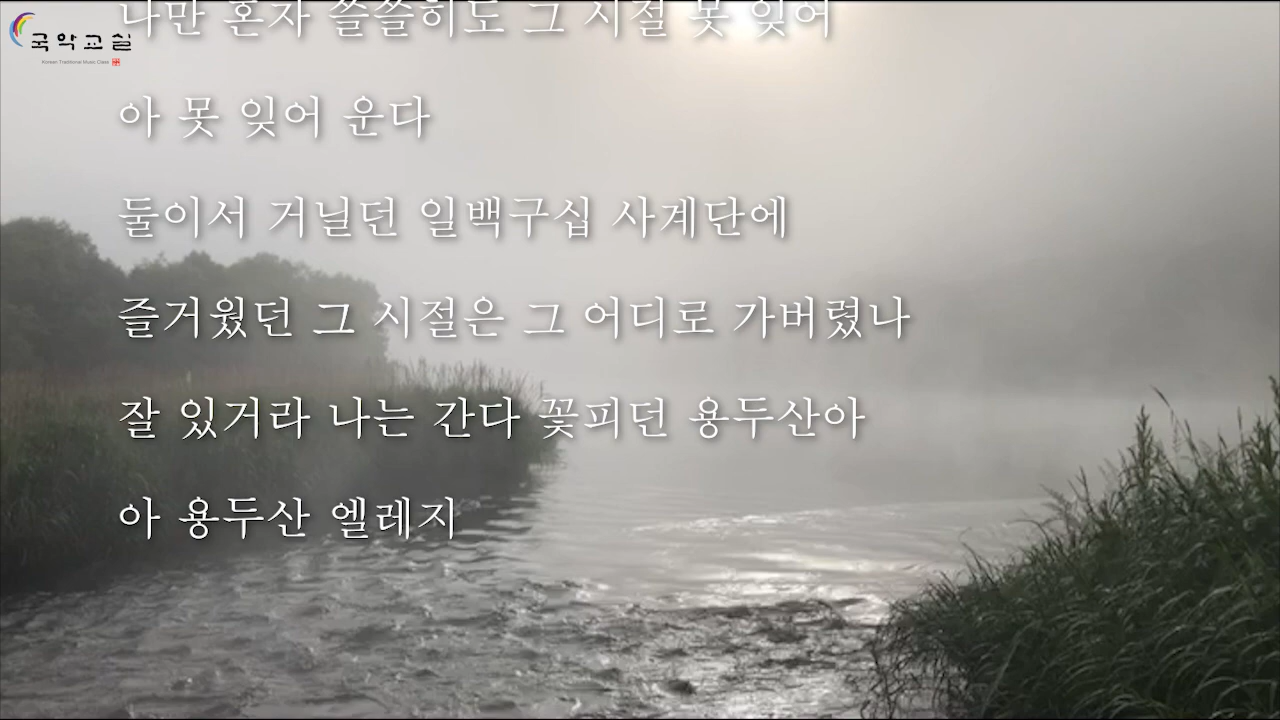 나만 혼자 쓸쓸히도 그 시절 못 잊어
국악교실
Korean Traditional Music Class
아 못 잊어 운다
둘이서 거닐던 일백구십 사계단에
즐거웠던 그 시절은 그 어디로 가버렸나
잘 있거라 나는 간다 꽃피던 용두산아
아 용두산 엘레지